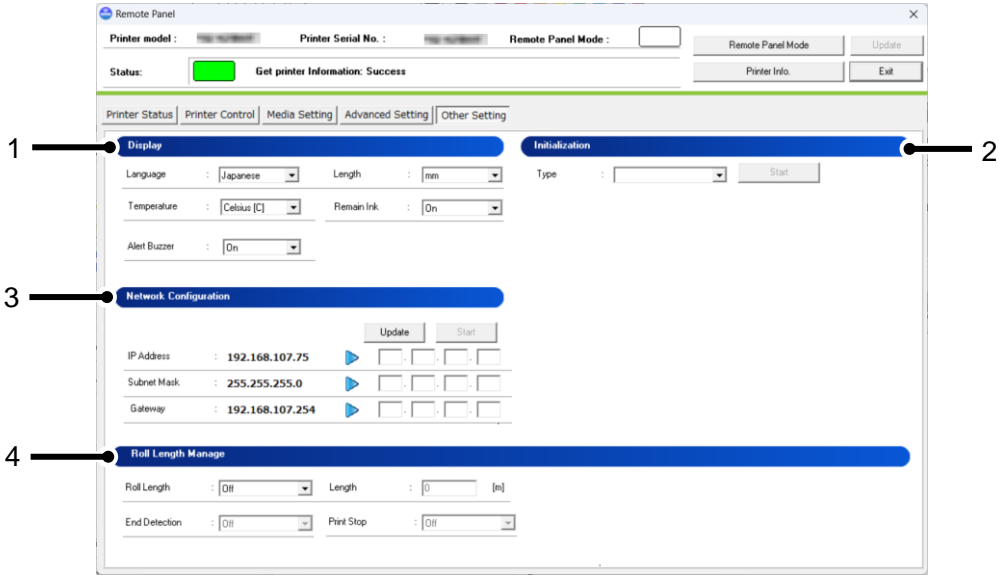 Remote Panel
Printer model :
Printer Serial No. :
Remote Panel Mode :
Remote Panel Mode
Update
Status:
Get printer Information: Success
Printer Info.
Exit
Printer Status
Printer Control
Media Setting
Advanced Setting
Other Setting
1
Display
Language : Japanese
Length : mm
Temperature : Celsius [C]
Remain Ink : On
Alert Buzzer : On
Initialization
2
Type :
Start
3
Network Configuration
Update
Start
IP Address : 192.168.107.75
Subnet Mask : 255.255.255.0
Gateway : 192.168.107.254
4
Roll Length Manage
Roll Length : Off
Length : 0 [m]
End Detection : Off
Print Stop : Off